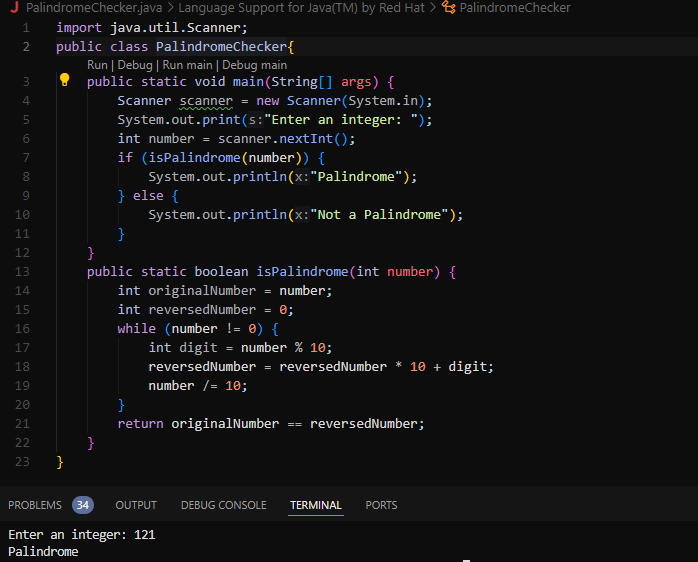 J PalindromeChecker.java > Language Support for Java(TM) by Red Hat > PalindromeChecker
1 import java.util.Scanner;
2 public class PalindromeChecker{
Run | Debug | Run main | Debug main
3 public static void main(String[] args) {
4 Scanner scanner = new Scanner(System.in);
5 System.out.print(s:"Enter an integer: ");
6 int number = scanner.nextInt();
7 if (isPalindrome(number)) {
8 System.out.println(x:"Palindrome");
9 } else {
10 System.out.println(x:"Not a Palindrome");
11 }
12 }
13 public static boolean isPalindrome(int number) {
14 int originalNumber = number;
15 int reversedNumber = 0;
16 while (number != 0) {
17 int digit = number % 10;
18 reversedNumber = reversedNumber * 10 + digit;
19 number /= 10;
20 }
21 return originalNumber == reversedNumber;
22 }
23 }
PROBLEMS 34 OUTPUT DEBUG CONSOLE TERMINAL PORTS
Enter an integer: 121
Palindrome